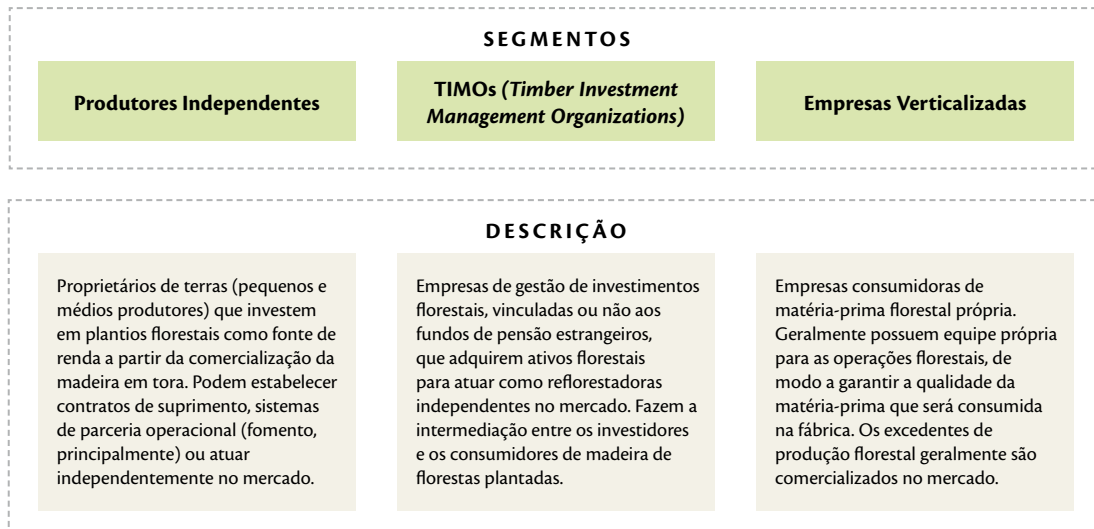 SEGMENTOS
Produtores Independentes
TIMOs (Timber Investment
Management Organizations)
Empresas Verticalizadas
DESCRIÇÃO
Proprietários de terras (pequenos e
médios produtores) que investem
em plantios florestais como fonte de
renda a partir da comercialização da
madeira em tora. Podem estabelecer
contratos de suprimento, sistemas
de parceria operacional (fomento,
principalmente) ou atuar
independentemente no mercado.
Empresas de gestão de investimentos
florestais, vinculadas ou não aos
fundos de pensão estrangeiros,
que adquirem ativos florestais
para atuar como reflorestadoras
independentes no mercado. Fazem a
intermediação entre os investidores
e os consumidores de madeira de
florestas plantadas.
Empresas consumidoras de
matéria-prima florestal própria.
Geralmente possuem equipe própria
para as operações florestais, de
modo a garantir a qualidade da
matéria-prima que será consumida
na fábrica. Os excedentes de
produção florestal geralmente são
comercializados no mercado.